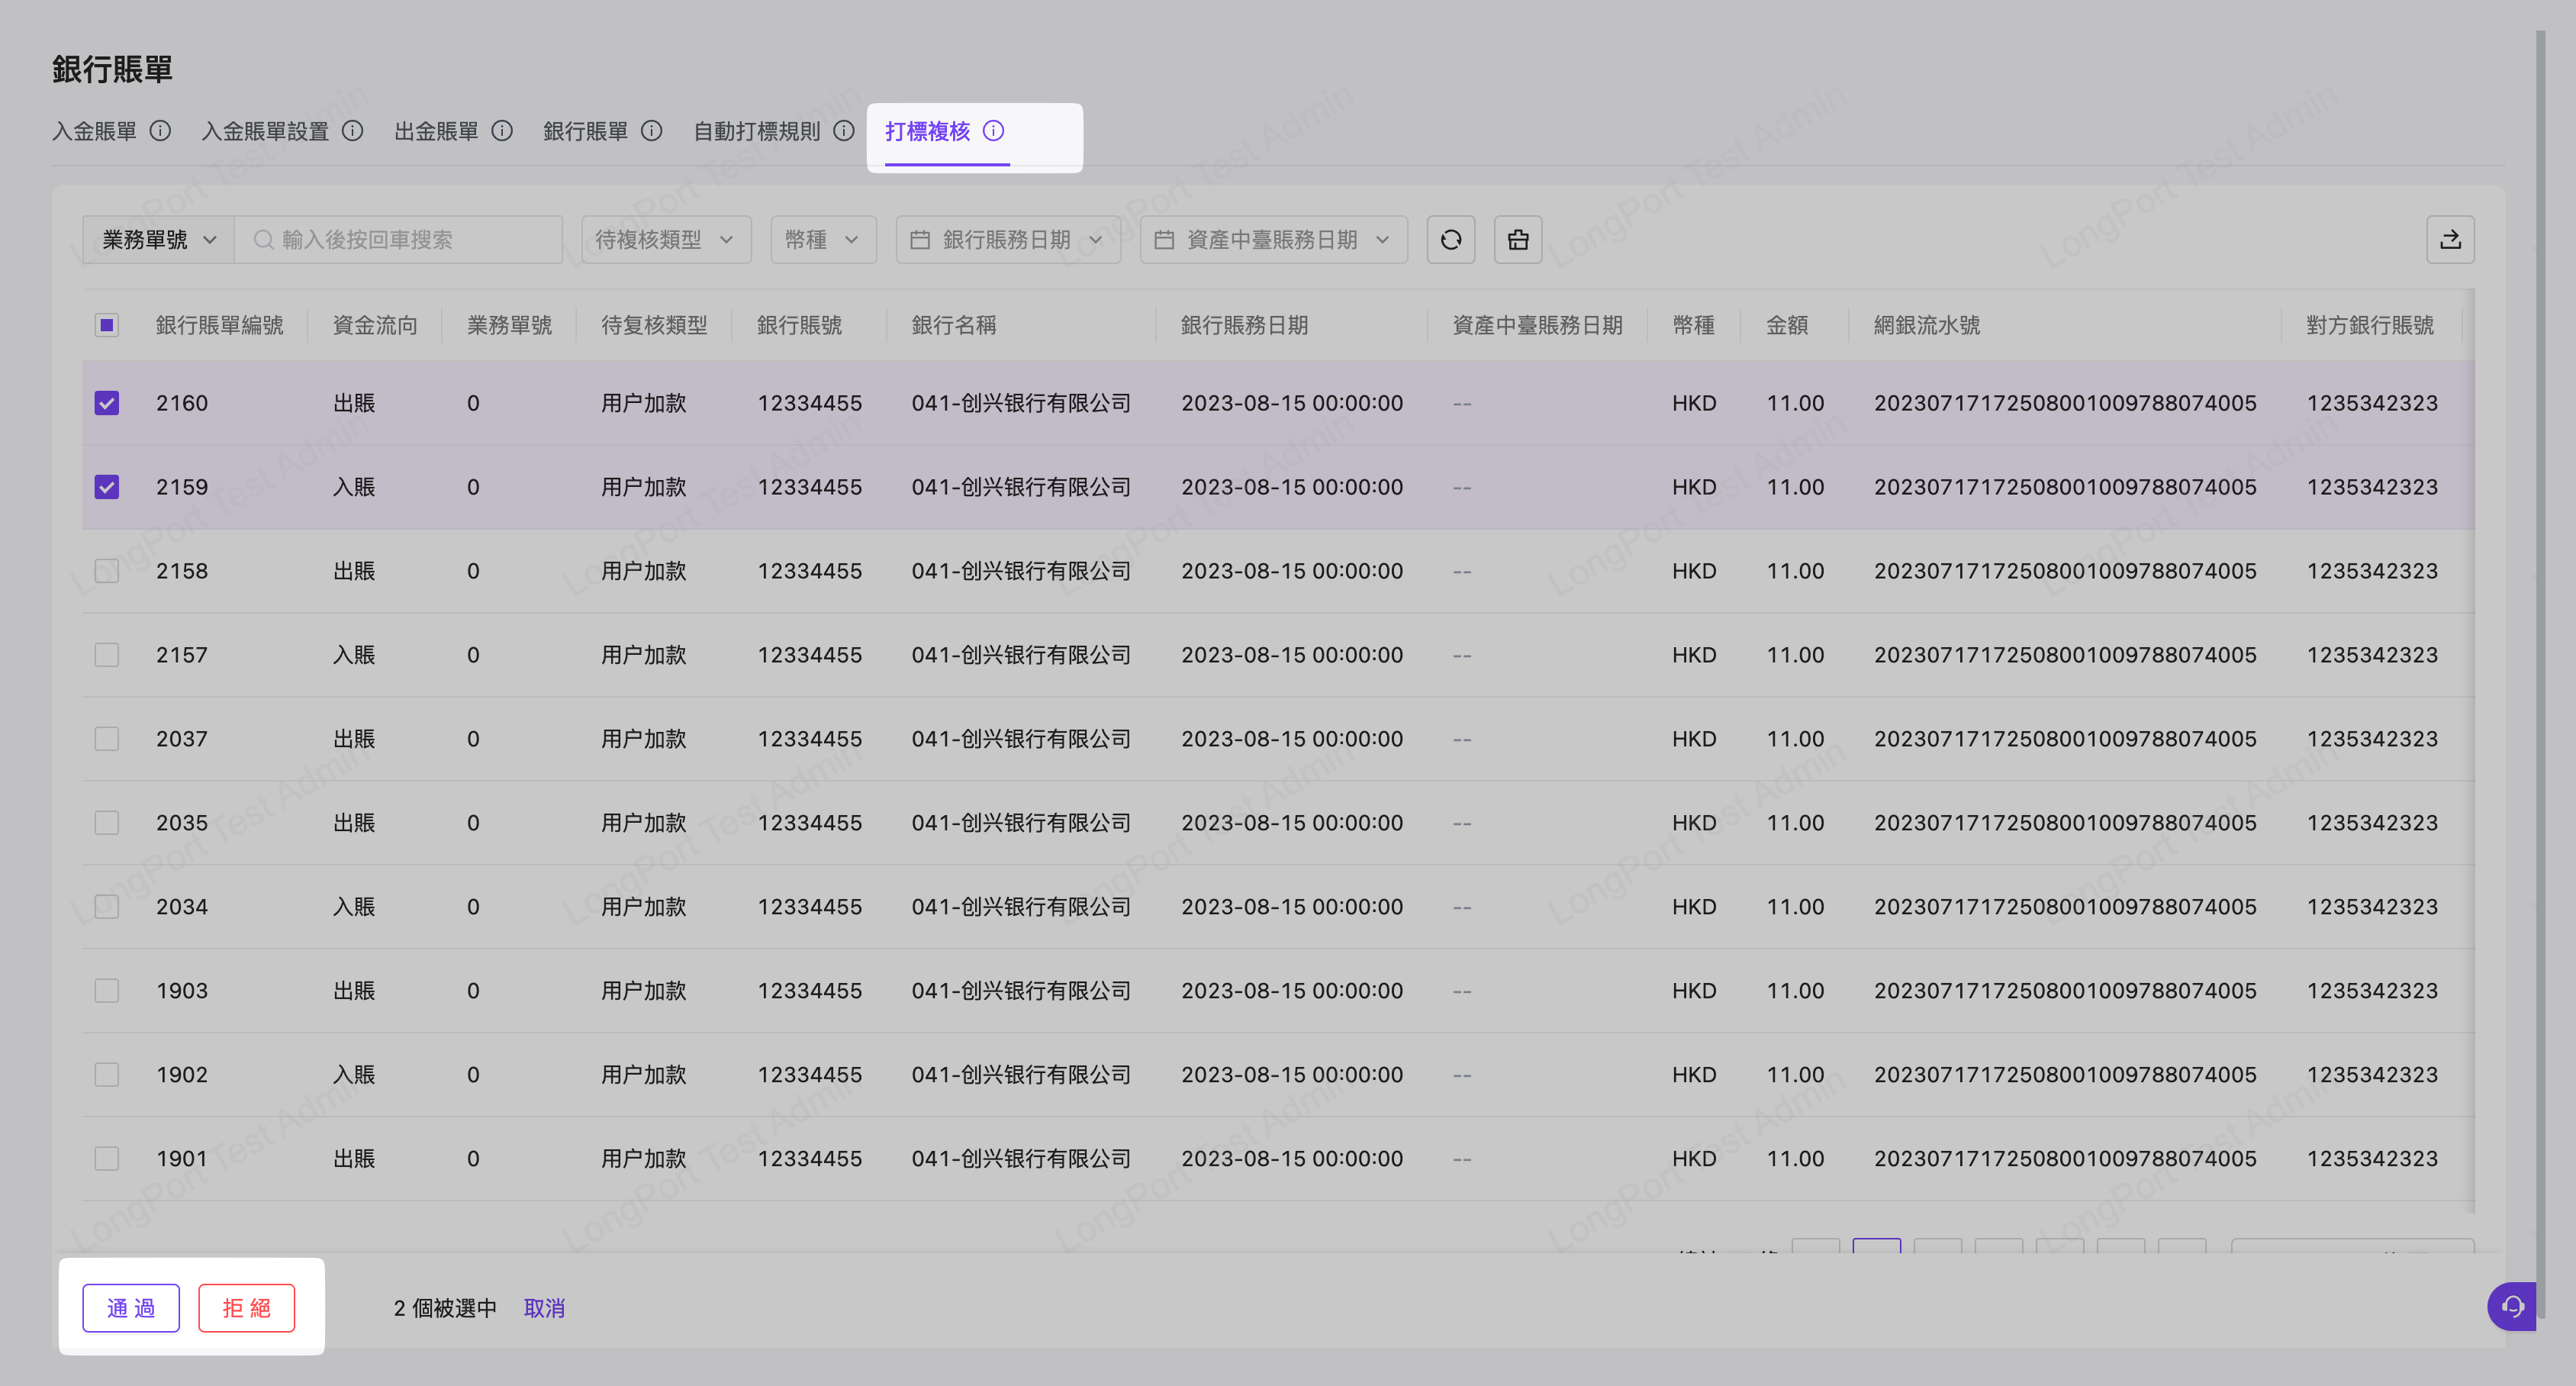 銀行賬單
入金賬單 入金賬單設置 出金賬單 銀行賬單 自動打標規則 打標複核
業務單號 輸入後按回車搜索 待複核類型 幣種 銀行賬務日期 資產中臺賬務日期
銀行賬單編號 資金流向 業務單號 待复核類型 銀行賬號 銀行名稱 銀行賬務日期 資產中臺賬務日期 幣種 金額 網銀流水號 對方銀行賬號
2160 出賬 0 用户加款 12334455 041-创兴银行有限公司 2023-08-15 00:00:00 -- HKD 11.00 20230717172508001009788074005 1235342323
2159 入賬 0 用户加款 12334455 041-创兴银行有限公司 2023-08-15 00:00:00 -- HKD 11.00 20230717172508001009788074005 1235342323
2158 出賬 0 用户加款 12334455 041-创兴银行有限公司 2023-08-15 00:00:00 -- HKD 11.00 20230717172508001009788074005 1235342323
2157 入賬 0 用户加款 12334455 041-创兴银行有限公司 2023-08-15 00:00:00 -- HKD 11.00 20230717172508001009788074005 1235342323
2037 出賬 0 用户加款 12334455 041-创兴银行有限公司 2023-08-15 00:00:00 -- HKD 11.00 20230717172508001009788074005 1235342323
2035 出賬 0 用户加款 12334455 041-创兴银行有限公司 2023-08-15 00:00:00 -- HKD 11.00 20230717172508001009788074005 1235342323
2034 入賬 0 用户加款 12334455 041-创兴银行有限公司 2023-08-15 00:00:00 -- HKD 11.00 20230717172508001009788074005 1235342323
1903 出賬 0 用户加款 12334455 041-创兴银行有限公司 2023-08-15 00:00:00 -- HKD 11.00 20230717172508001009788074005 1235342323
1902 入賬 0 用户加款 12334455 041-创兴银行有限公司 2023-08-15 00:00:00 -- HKD 11.00 20230717172508001009788074005 1235342323
1901 出賬 0 用户加款 12334455 041-创兴银行有限公司 2023-08-15 00:00:00 -- HKD 11.00 20230717172508001009788074005 1235342323
通過 拒絕 2 個被選中 取消
LongPort Test Admin